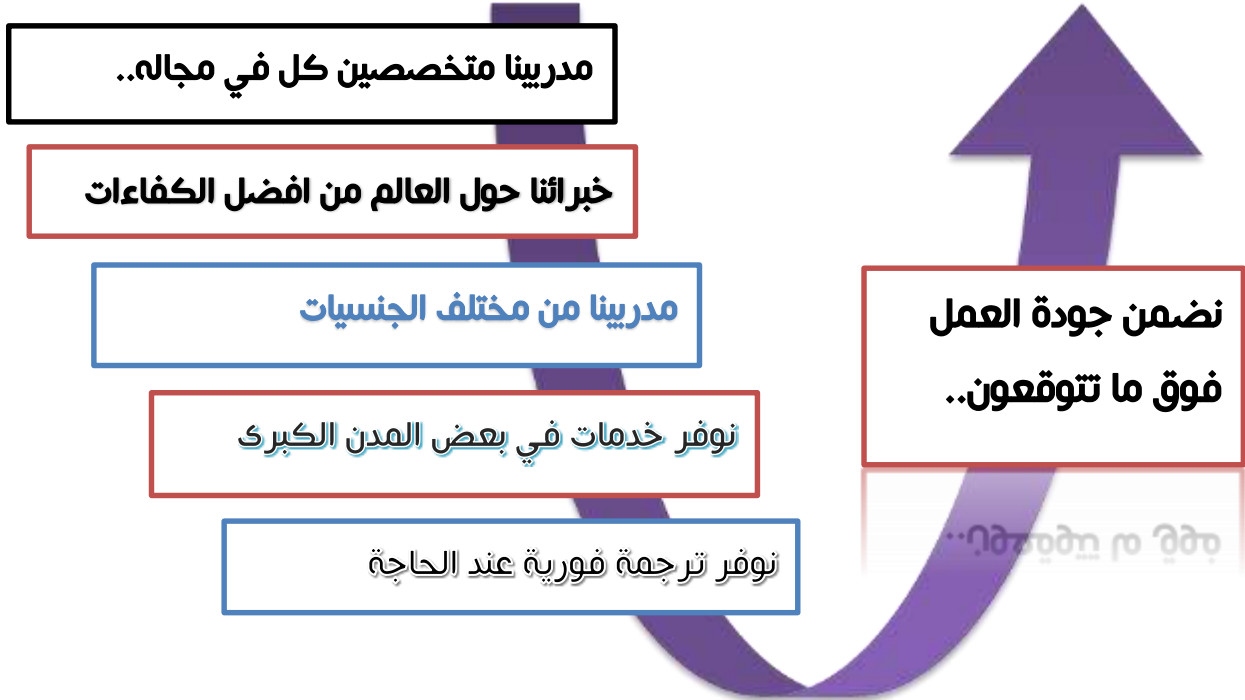 مدربينا متخصصين كل في مجاله..
خبرائنا حول العالم من افضل الكفاءات
مدربينا من مختلف الجنسيات
نوفر خدمات في بعض المدن الكبرى
نوفر ترجمة فورية عند الحاجة
نضمن جودة العمل
فوق ما تتوقعون..